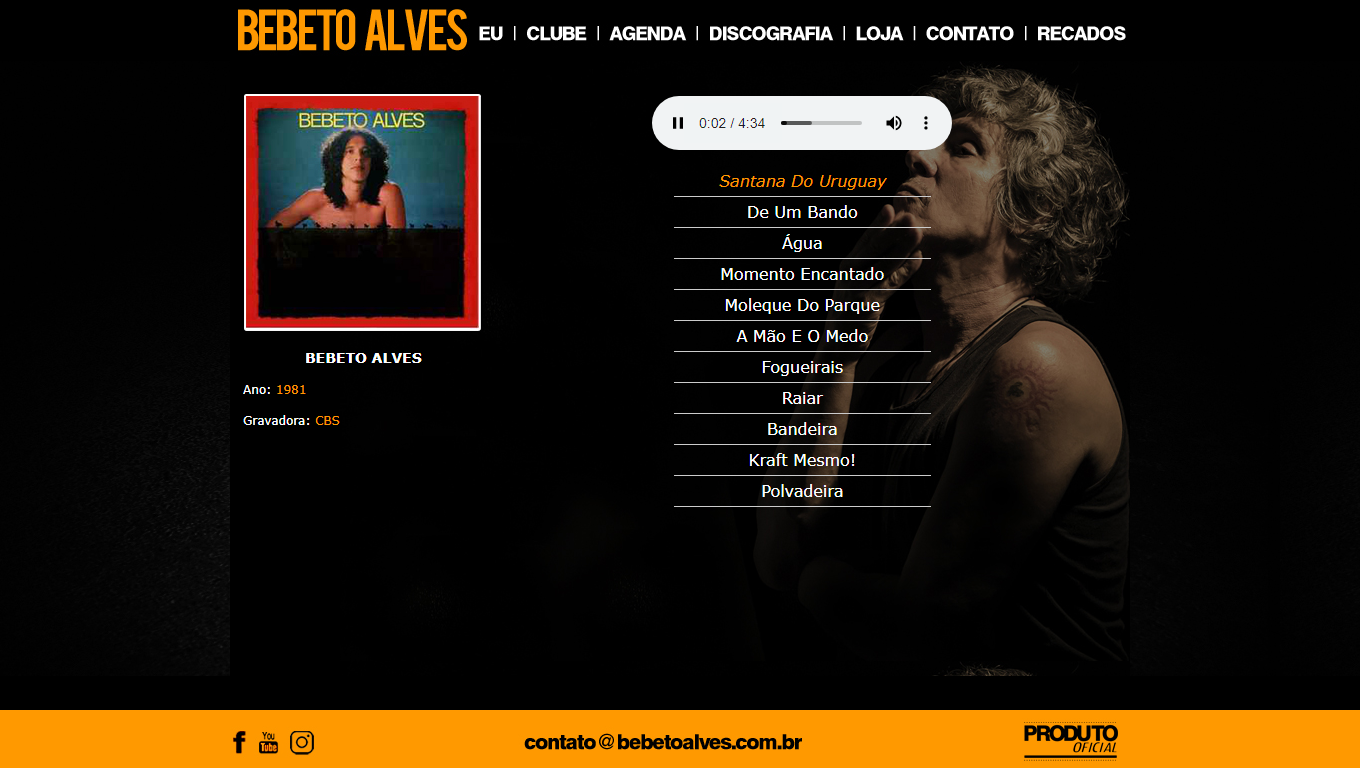 BEBETO ALVES
EU | CLUBE | AGENDA | DISCOGRAFIA | LOJA | CONTATO | RECADOS
BEBETO ALVES
0:02 / 4:34
Santana Do Uruguay
De Um Bando
Água
Momento Encantado
Moleque Do Parque
A Mão E O Medo
Fogueirais
Raiar
Bandeira
Kraft Mesmo!
Polvadeira
BEBETO ALVES
Ano: 1981
Gravadora: CBS
f
You
Tube
contato@bebetoalves.com.br
PRODUTO
OFICIAL